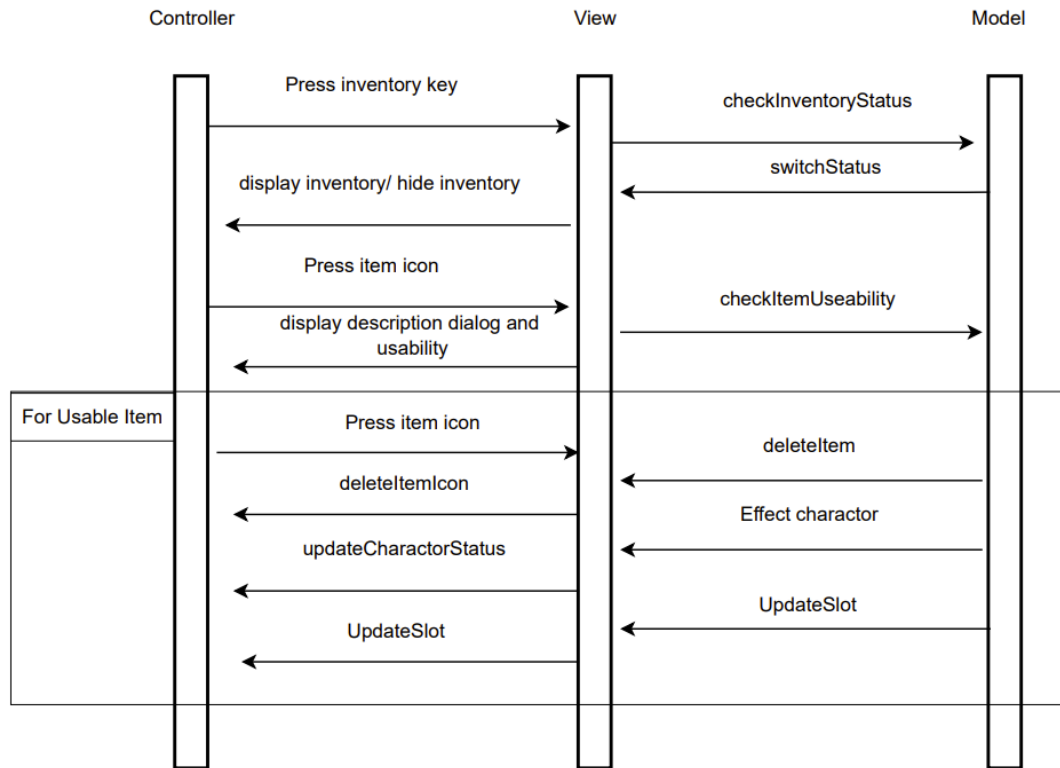 Controller
View
Model
Press inventory key
checkInventoryStatus
switchStatus
display inventory/ hide inventory
Press item icon
checkItemUseability
display description dialog and
usability
For Usable Item
Press item icon
deleteItem
deleteItemIcon
Effect charactor
updateCharactorStatus
UpdateSlot
UpdateSlot